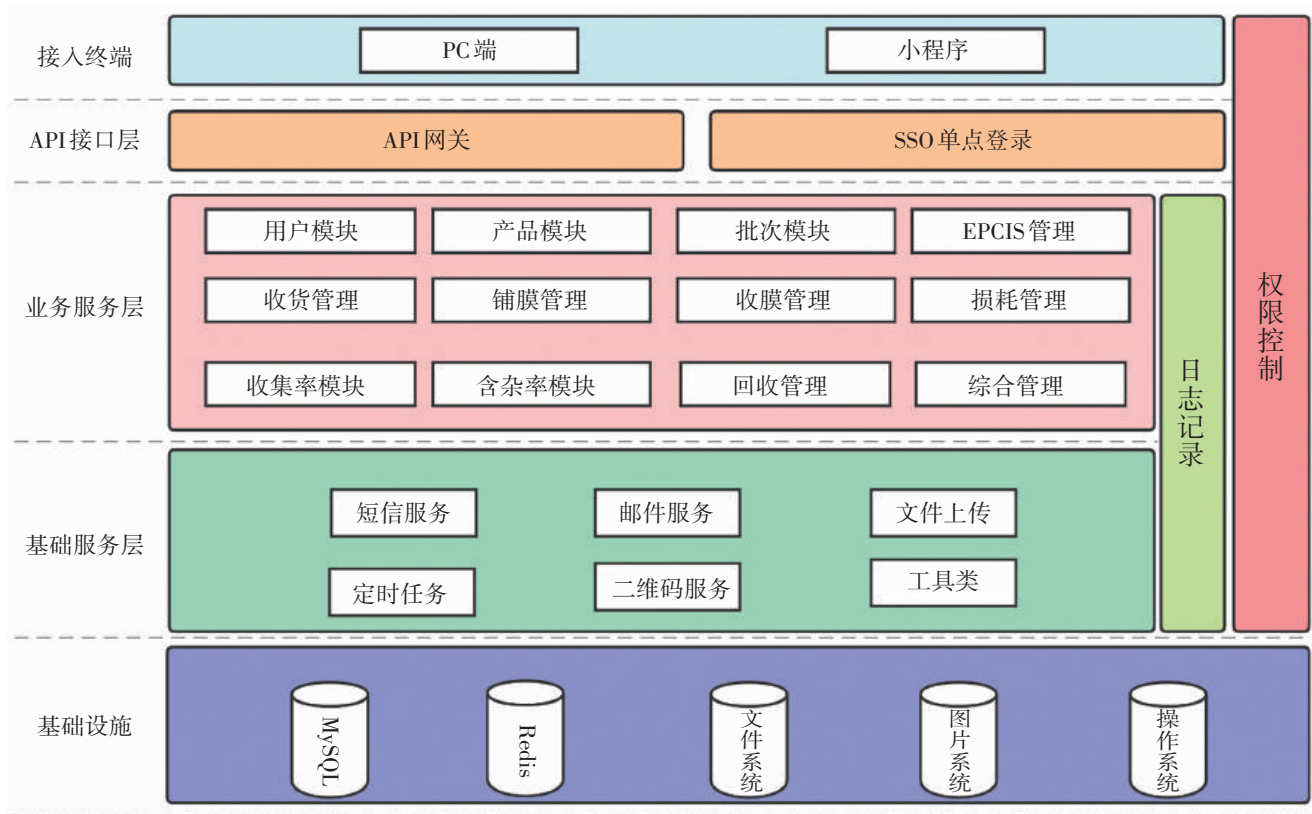 接入终端
PC端
小程序
API接口层
API网关
SSO单点登录
业务服务层
用户模块
产品模块
批次模块
EPCIS管理
收货管理
铺膜管理
收膜管理
损耗管理
收集率模块
含杂率模块
回收管理
综合管理
基础服务层
短信服务
邮件服务
文件上传
定时任务
二维码服务
工具类
日志记录
权限控制
基础设施
MySQL
Redis
文件系统
图片系统
操作系统